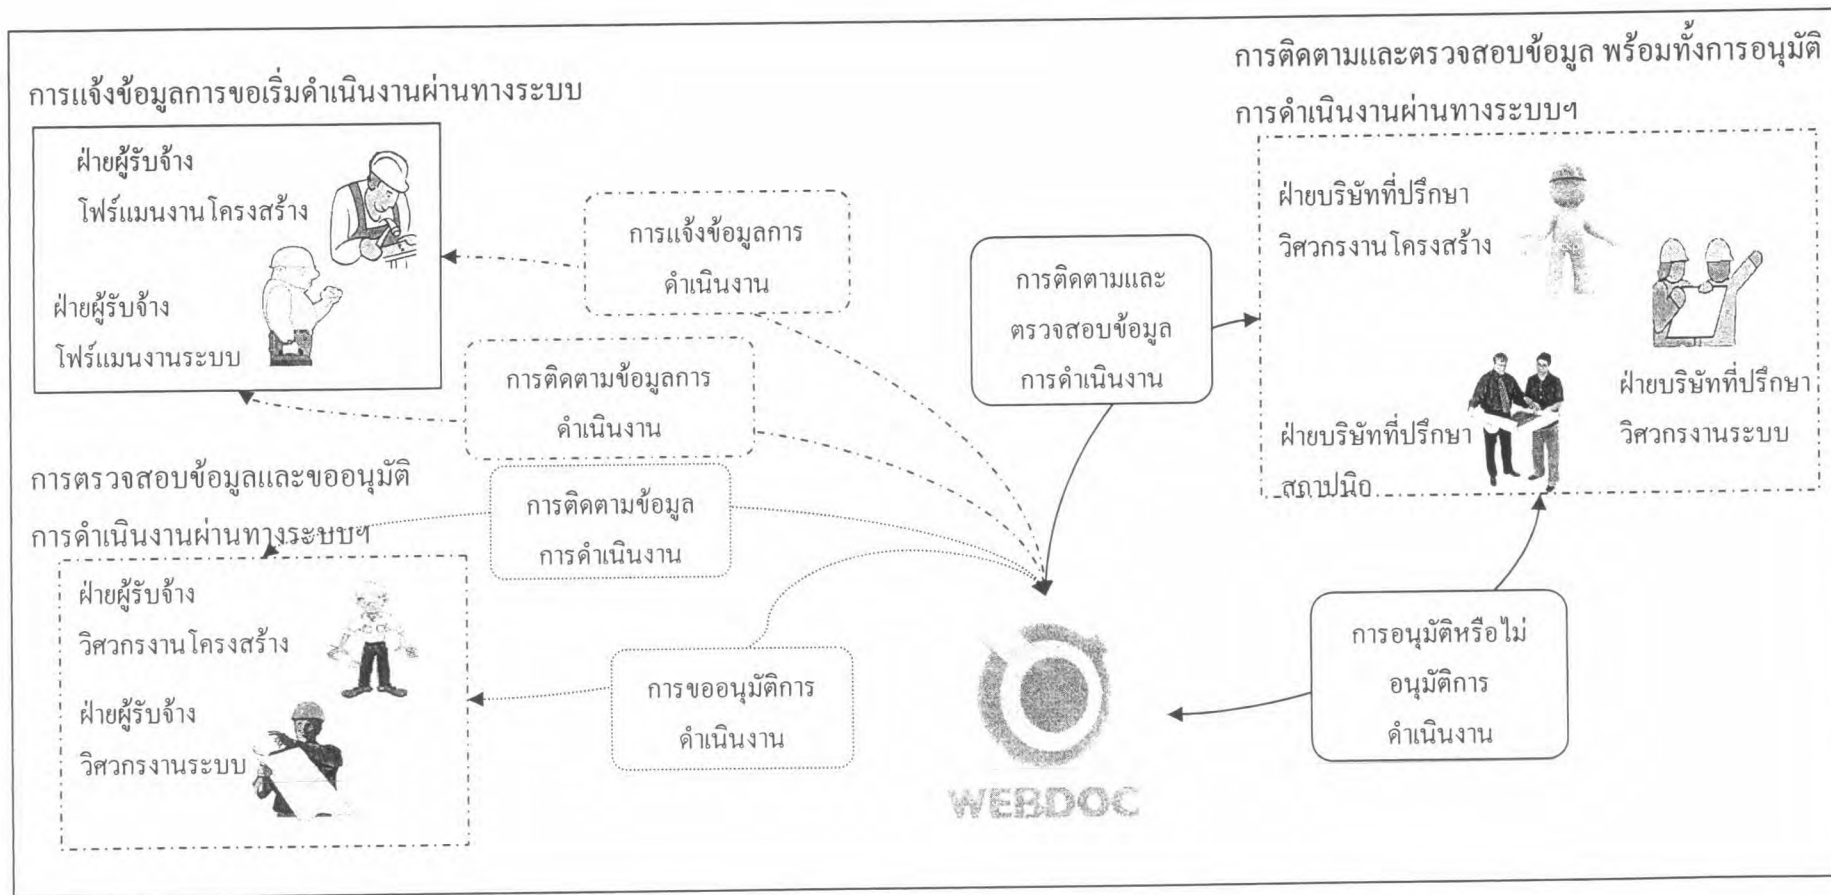 การแจ้งข้อมูลการขอเริ่มดำเนินงานผ่านทางระบบ
ฝ่ายผู้รับจ้าง
โฟร์แมนงานโครงสร้าง
ฝ่ายผู้รับจ้าง
โฟร์แมนงานระบบ
การแจ้งข้อมูลการ
ดำเนินงาน
การติดตามข้อมูลการ
ดำเนินงาน
การตรวจสอบข้อมูลและขออนุมัติ
การดำเนินงานผ่านทางระบบฯ
การติดตามข้อมูล
การดำเนินงาน
ฝ่ายผู้รับจ้าง
วิศวกรงานโครงสร้าง
ฝ่ายผู้รับจ้าง
วิศวกรงานระบบ
การขออนุมัติการ
ดำเนินงาน
WEBDOC
การติดตามและ
ตรวจสอบข้อมูล
การดำเนินงาน
การติดตามและตรวจสอบข้อมูล พร้อมทั้งการอนุมัติ
การดำเนินงานผ่านทางระบบฯ
ฝ่ายบริษัทที่ปรึกษา
วิศวกรงานโครงสร้าง
ฝ่ายบริษัทที่ปรึกษา
วิศวกรงานระบบ
ฝ่ายบริษัทที่ปรึกษา
สถาปนิอ
การอนุมัติหรือไม่
อนุมัติการ
ดำเนินงาน